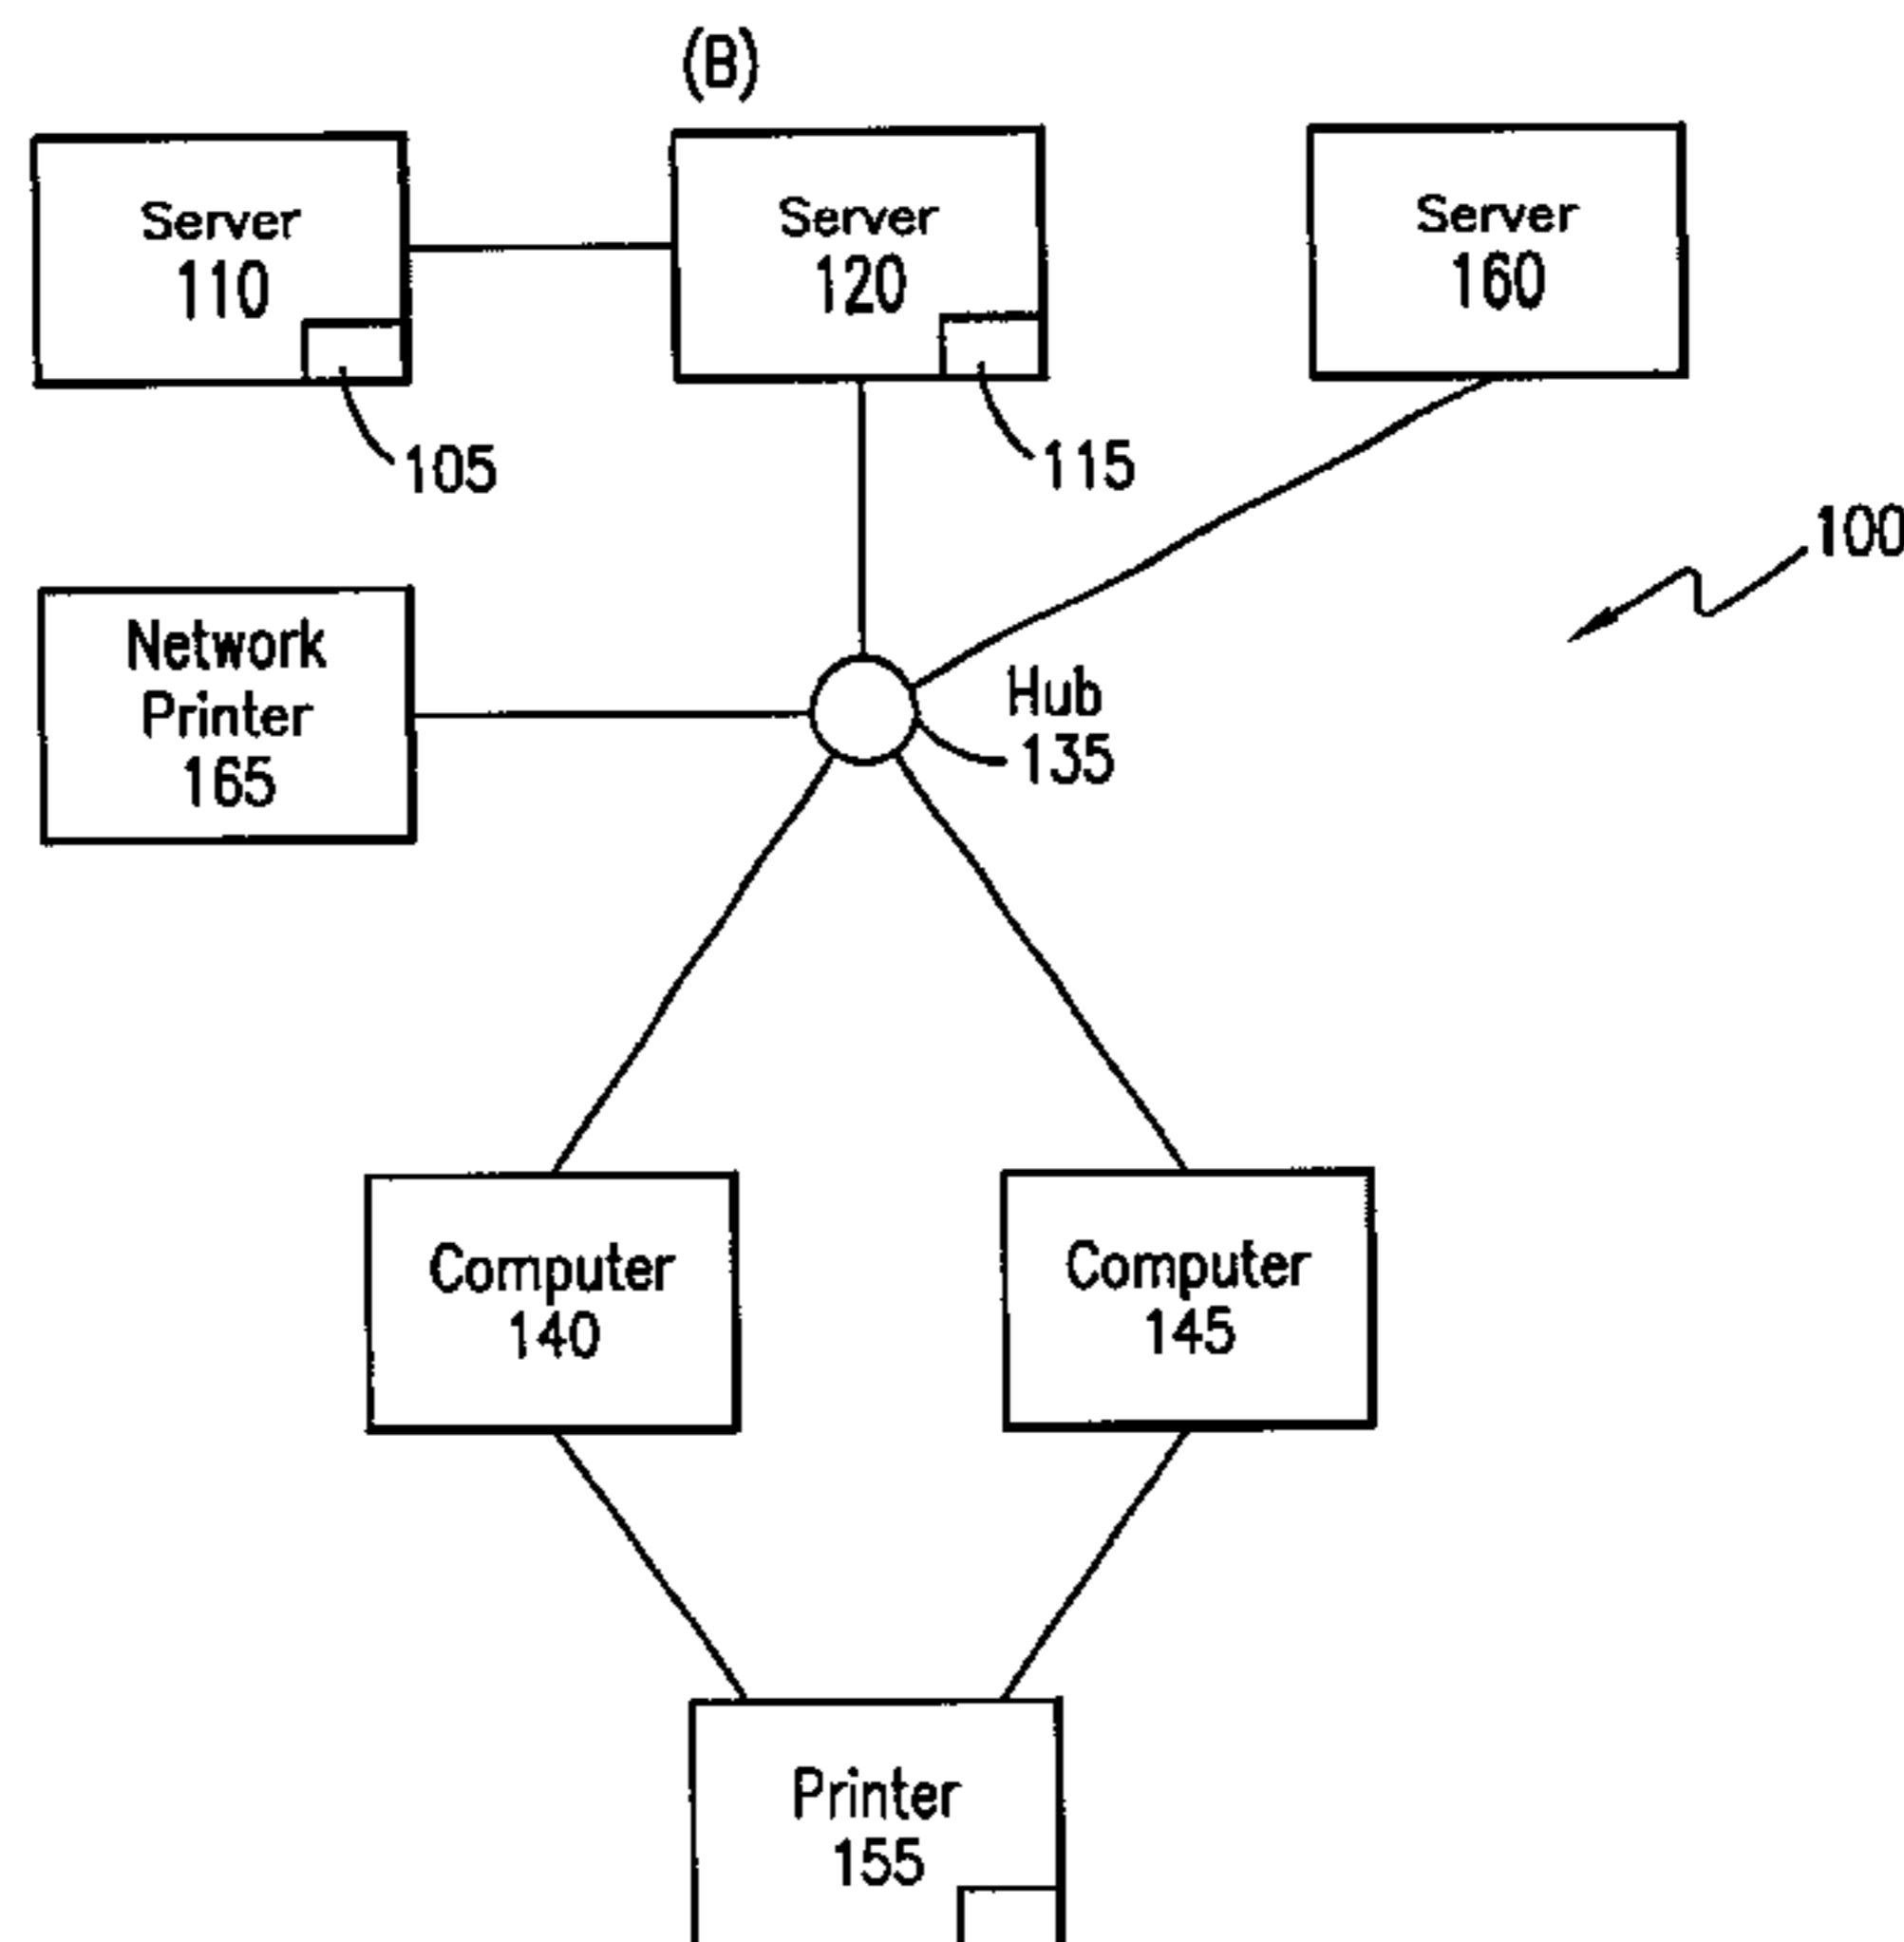 (B)
Server
110
Server
120
Server
160
105
115
100
Network
Printer
165
Hub
135
Computer
140
Computer
145
Printer
155